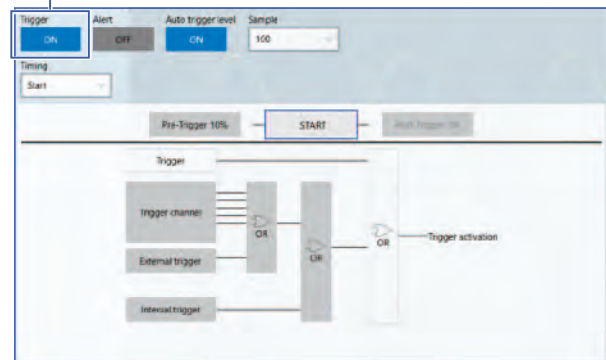 Trigger Alert Auto trigger level Sample
ON OFF ON 100
Timing
Start
Pre-Trigger 10% START
Trigger
Trigger channel
OR
OR
OR
Trigger activation
External trigger
Internal trigger